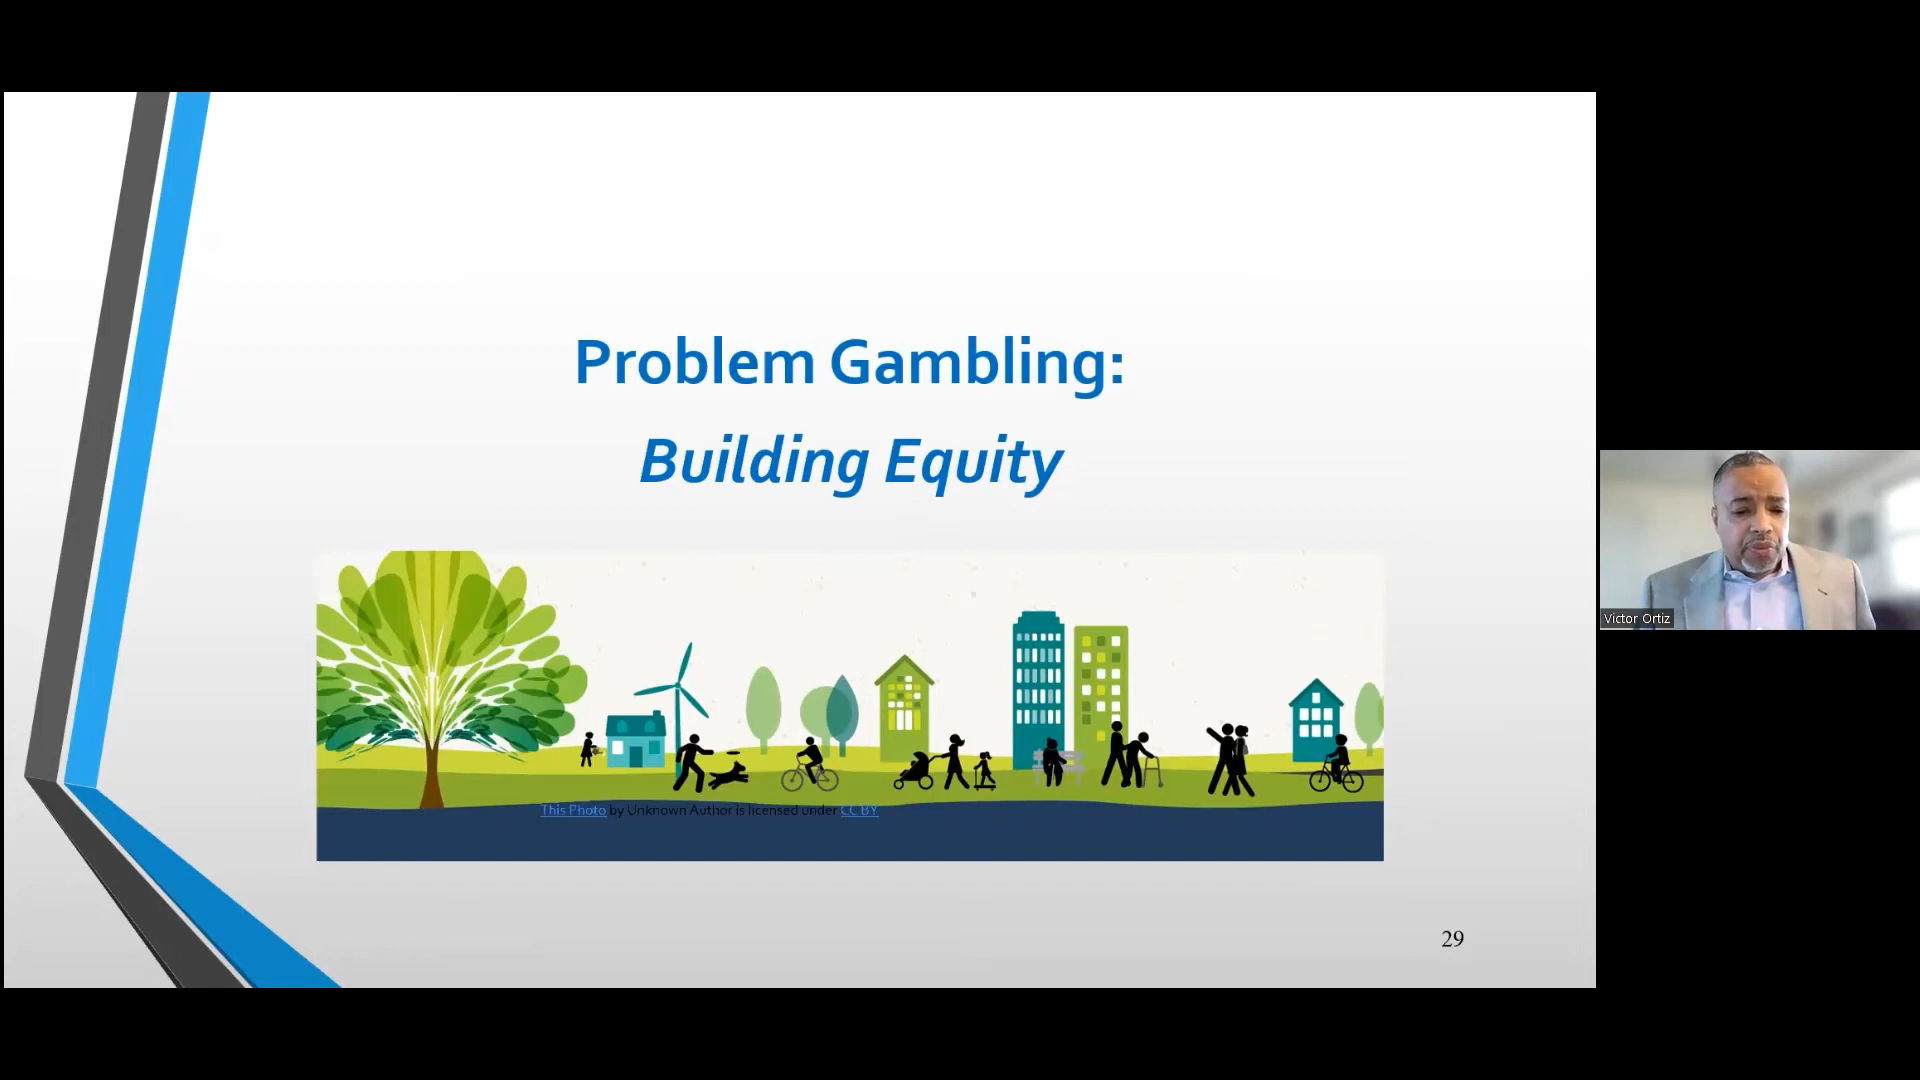 Problem Gambling:
Building Equity
This Photo by Unknown Author is licensed under CC BY
29
Victor Ortiz